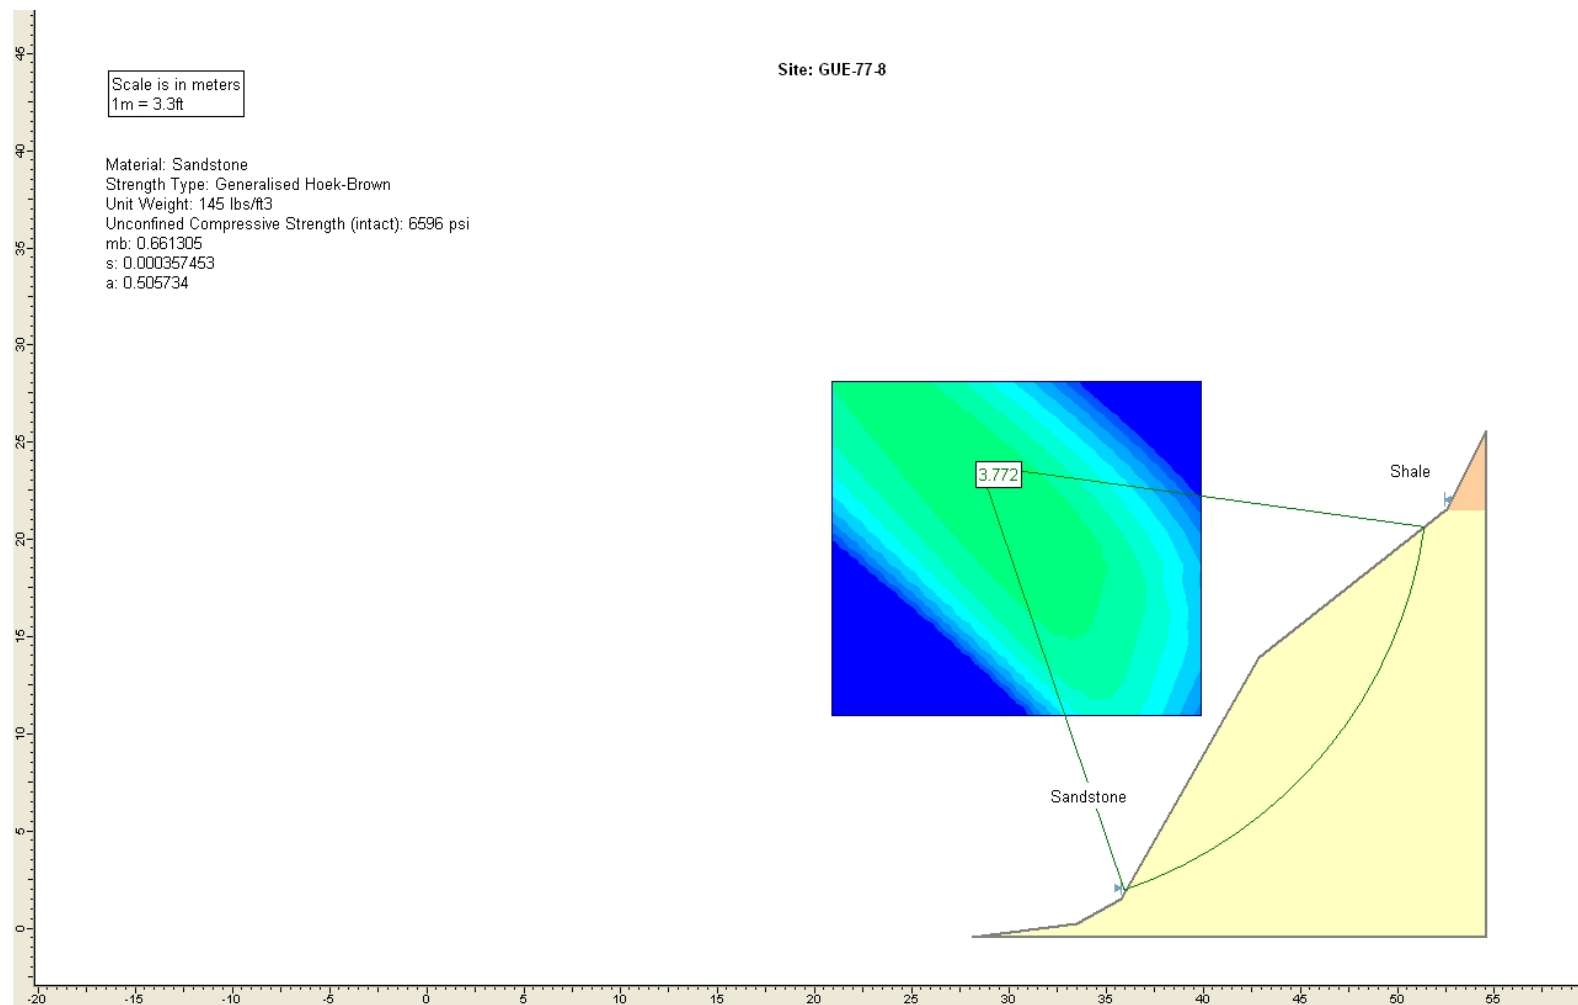 Site: GUE-77-8
Scale is in meters
1m = 3.3ft
Material: Sandstone
Strength Type: Generalised Hoek-Brown
Unit Weight: 145 lbs/ft3
Unconfined Compressive Strength (intact): 6596 psi
mb: 0.661305
s: 0.000357453
a: 0.505734
3.772
Shale
Sandstone
45
40
35
30
25
20
15
10
5
0
-20
-15
-10
-5
0
5
10
15
20
25
30
35
40
45
50
55